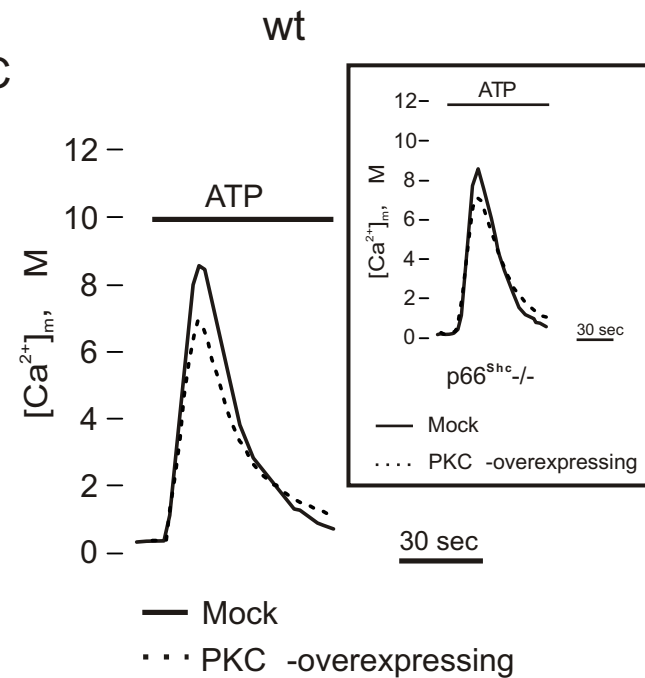 wt
C
12
10
8
6
4
2
0
[Ca²⁺]ₘ, M
ATP
30 sec
Mock
PKC -overexpressing
ATP
12
10
8
6
4
2
0
[Ca²⁺]ₘ, M
30 sec
p66ˢʰᶜ-/-
Mock
PKC -overexpressing